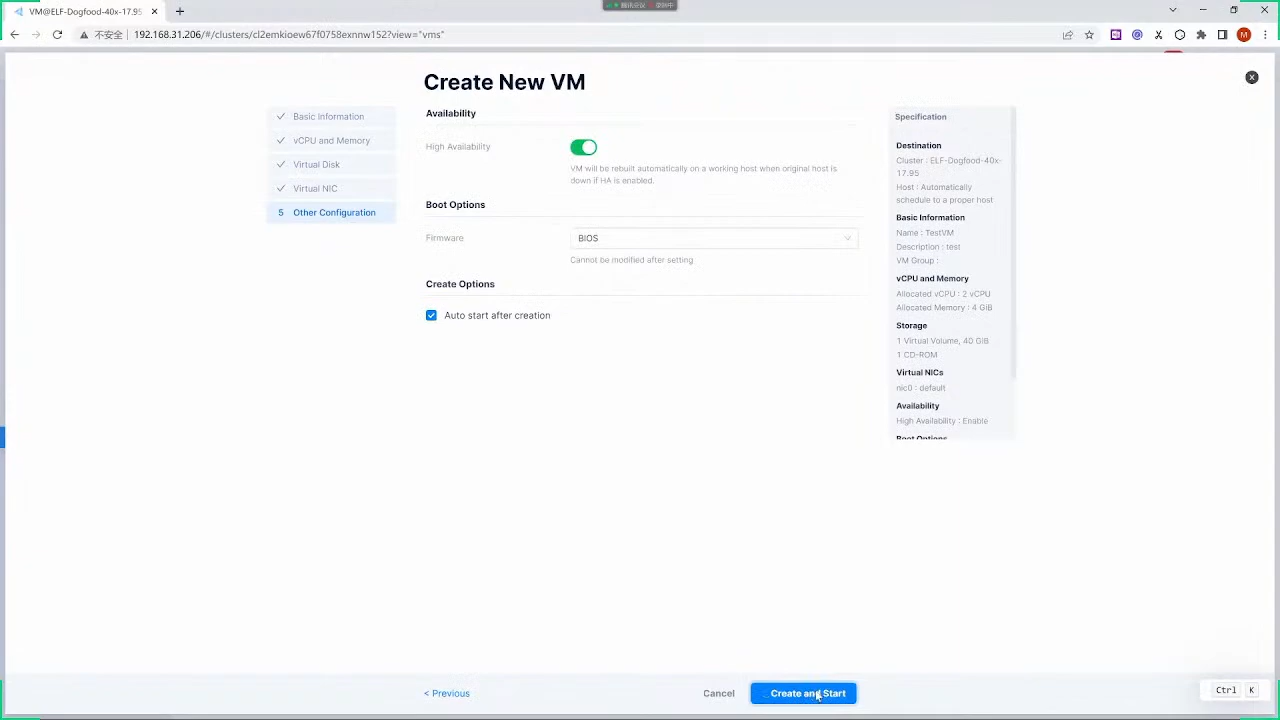 VM@ELF-Dogfood-40x-17.95
不安全
192.168.31.206/#/clusters/cl2emkioew67f0758exnnw152?view="vms"
M
Create New VM
Basic Information
vCPU and Memory
Virtual Disk
Virtual NIC
5 Other Configuration
Availability
High Availability
VM will be rebuilt automatically on a working host when original host is
down if HA is enabled.
Boot Options
Firmware
BIOS
Cannot be modified after setting
Create Options
Auto start after creation
Specification
Destination
Cluster : ELF-Dogfood-40x-
17.95
Host : Automatically
schedule to a proper host
Basic Information
Name : TestVM
Description : test
VM Group :
vCPU and Memory
Allocated vCPU : 2 vCPU
Allocated Memory : 4 GiB
Storage
1 Virtual Volume, 40 GiB
1 CD-ROM
Virtual NICs
nic0 : default
Availability
High Availability : Enable
Boot Options
< Previous
Cancel
Create and Start
Ctrl K